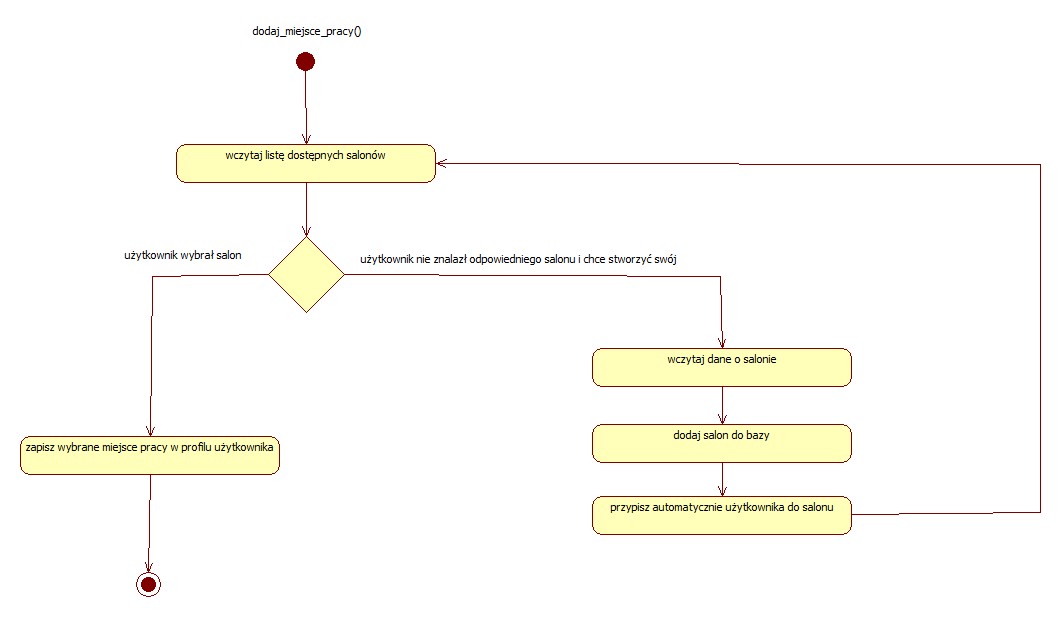 dodaj_miejsce_pracy()
wczytaj listę dostępnych salonów
użytkownik wybrał salon
użytkownik nie znalazł odpowiedniego salonu i chce stworzyć swój
wczytaj dane o salonie
dodaj salon do bazy
zapisz wybrane miejsce pracy w profilu użytkownika
przypisz automatycznie użytkownika do salonu